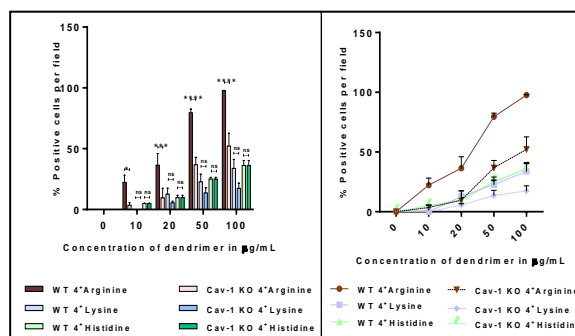 150
100
50
0
% Positive cells per field
*
ns
ns
***
ns
ns
****
ns
ns
****
ns
ns
0 10 20 50 100
Concentration of dendrimer in µg/mL
WT 4⁺Arginine
Cav-1 KO 4⁺Arginine
WT 4⁺Lysine
Cav-1 KO 4⁺Lysine
WT 4⁺Histidine
Cav-1 KO 4⁺Histidine
150
100
50
0
% Positive cells per field
0 10 20 50 100
Concentration of dendrimer in µg/mL
WT 4⁺Arginine
Cav-1 KO 4⁺Arginine
WT 4⁺Lysine
Cav-1 KO 4⁺Lysine
WT 4⁺Histidine
Cav-1 KO 4⁺Histidine